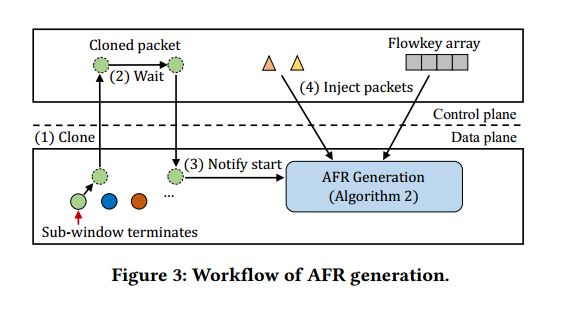 Cloned packet
Flowkey array
(2) Wait
(4) Inject packets
Control plane
(1) Clone
Data plane
(3) Notify start
AFR Generation
(Algorithm 2)
...
Sub-window terminates
Figure 3: Workflow of AFR generation.